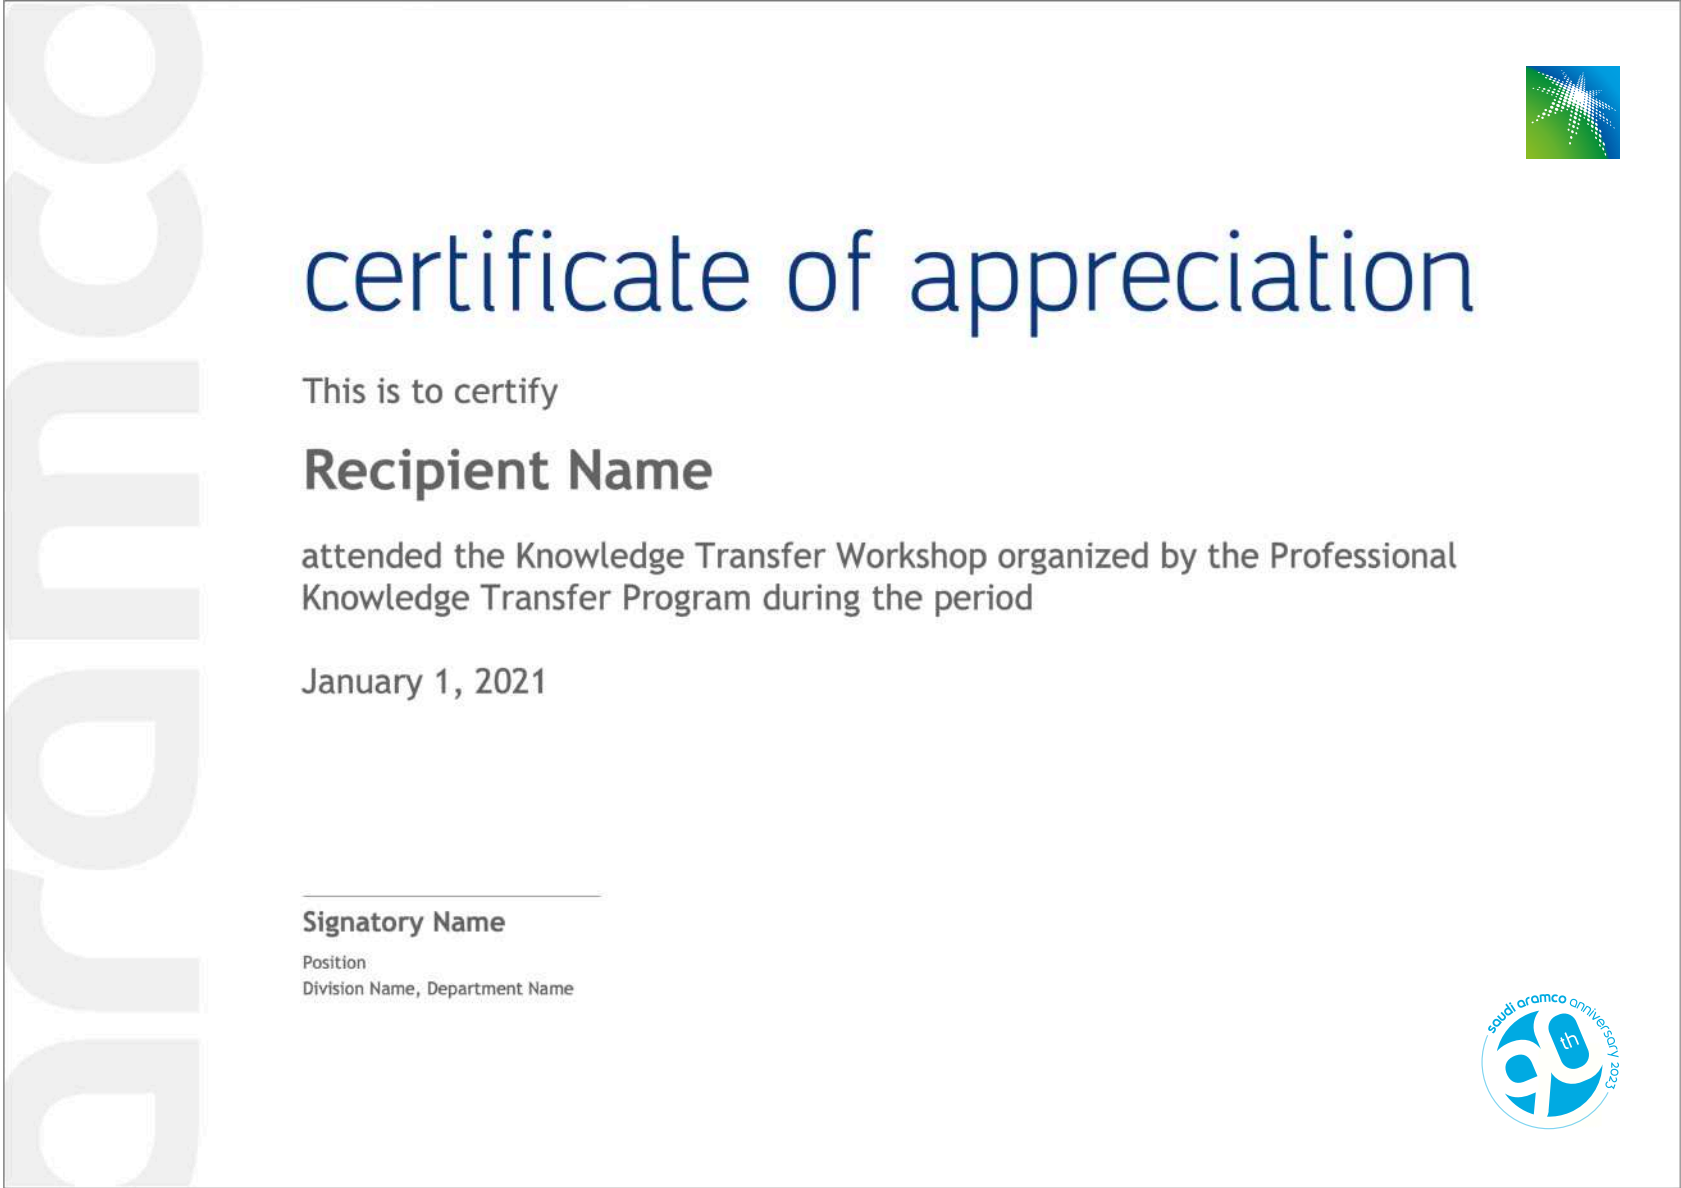 aramco
certificate of appreciation
This is to certify
Recipient Name
attended the Knowledge Transfer Workshop organized by the Professional
Knowledge Transfer Program during the period
January 1, 2021
Signatory Name
Position
Division Name, Department Name
saudi aramco anniversary 2023
90th